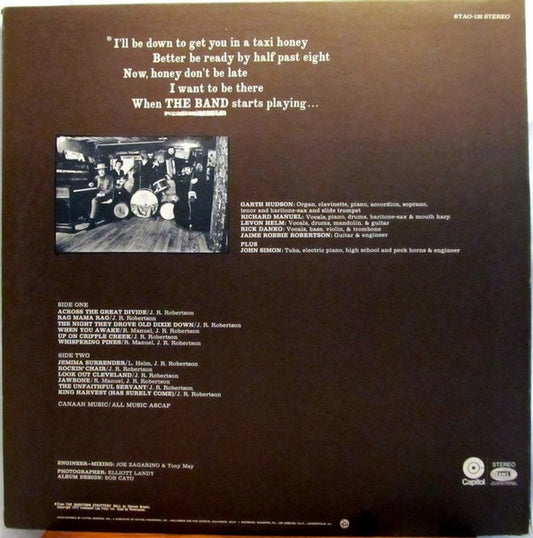 STAO-132 STEREO
*I'll be down to get you in a taxi honey
Better be ready by half past eight
Now, honey don't be late
I want to be there
When THE BAND starts playing...
GARTH HUDSON: Organ, clavinette, piano, accordion, soprano,
tenor and baritone-sax and slide trumpet
RICHARD MANUEL: Vocals, piano, drums, baritone-sax & mouth harp
LEVON HELM: Vocals, drums, mandolin, & guitar
RICK DANKO: Vocals, bass, violin, & trombone
JAIME ROBBIE ROBERTSON: Guitar & engineer
PLUS
JOHN SIMON: Tuba, electric piano, high school and peck horns & engineer
SIDE ONE
ACROSS THE GREAT DIVIDE/J. R. Robertson
RAG MAMA RAG/J. R. Robertson
THE NIGHT THEY DROVE OLD DIXIE DOWN/J. R. Robertson
WHEN YOU AWAKE/R. Manuel, J. R. Robertson
UP ON CRIPPLE CREEK/J. R. Robertson
WHISPERING PINES/R. Manuel, J. R. Robertson
SIDE TWO
JEMIMA SURRENDER/L. Helm, J. R. Robertson
ROCKIN' CHAIR/J. R. Robertson
LOOK OUT CLEVELAND/J. R. Robertson
JAWBONE/R. Manuel, J. R. Robertson
THE UNFAITHFUL SERVANT/J. R. Robertson
KING HARVEST (HAS SURELY COME)/J. R. Robertson
CANAAN MUSIC/ALL MUSIC ASCAP
ENGINEER-MIXING: JOE ZAGARINO & Tony May
PHOTOGRAPHER: ELLIOTT LANDY
ALBUM DESIGN: BOB CATO
Capitol
STEREO
*From THE DARKTOWN STRUTTERS' BALL by Shelton Brooks.